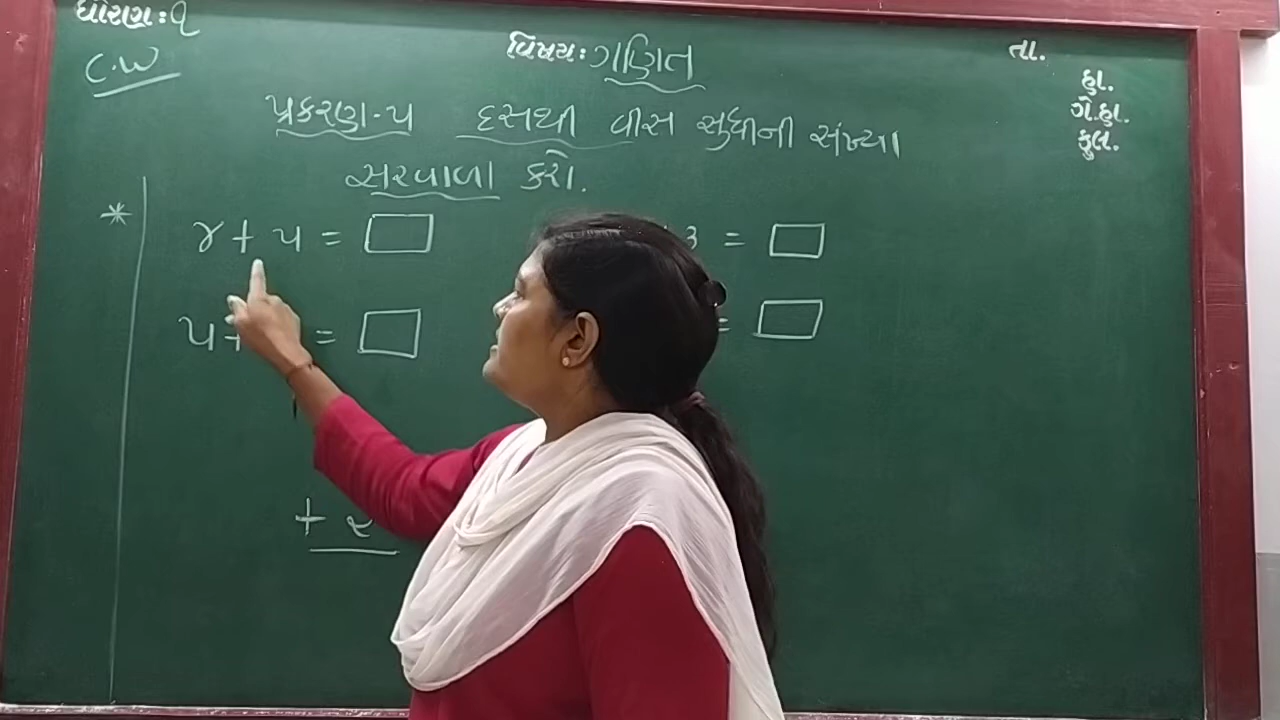 ધોરણ: ૧
વિષય: ગણિત
તા.
C.W
હા.
ગે.હા.
કુલ.
પ્રકરણ-૫ દસથી વીસ સુધીની સંખ્યા
સરવાળા કરો.
*
૪ + ૫ = 
૩ =
૫+ =
=
+ ૨